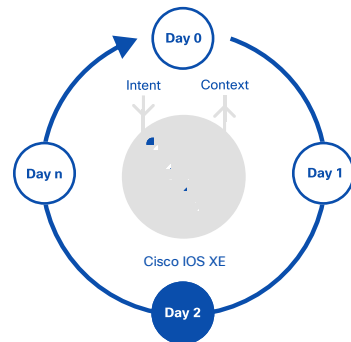 Day 0
Intent
Context
Day n
Day 1
Cisco IOS XE
Day 2